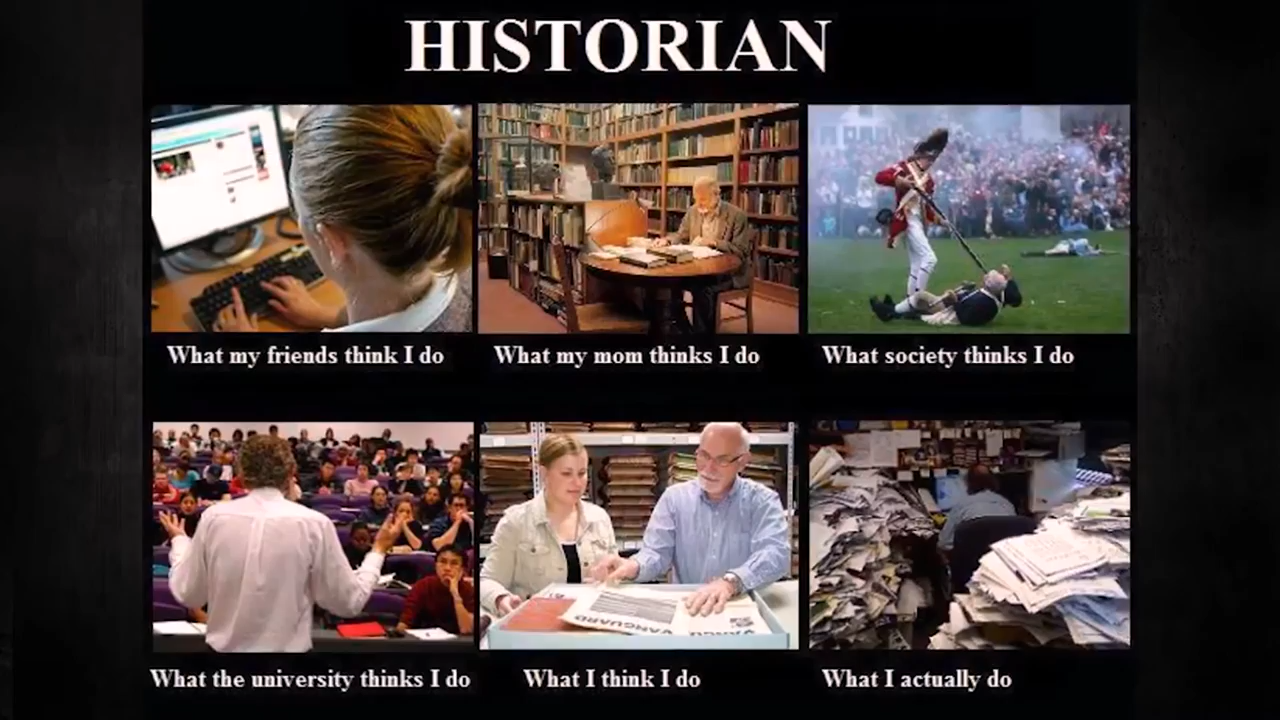 HISTORIAN
What my friends think I do
What my mom thinks I do
What society thinks I do
What the university thinks I do
What I think I do
What I actually do
VANGUARD